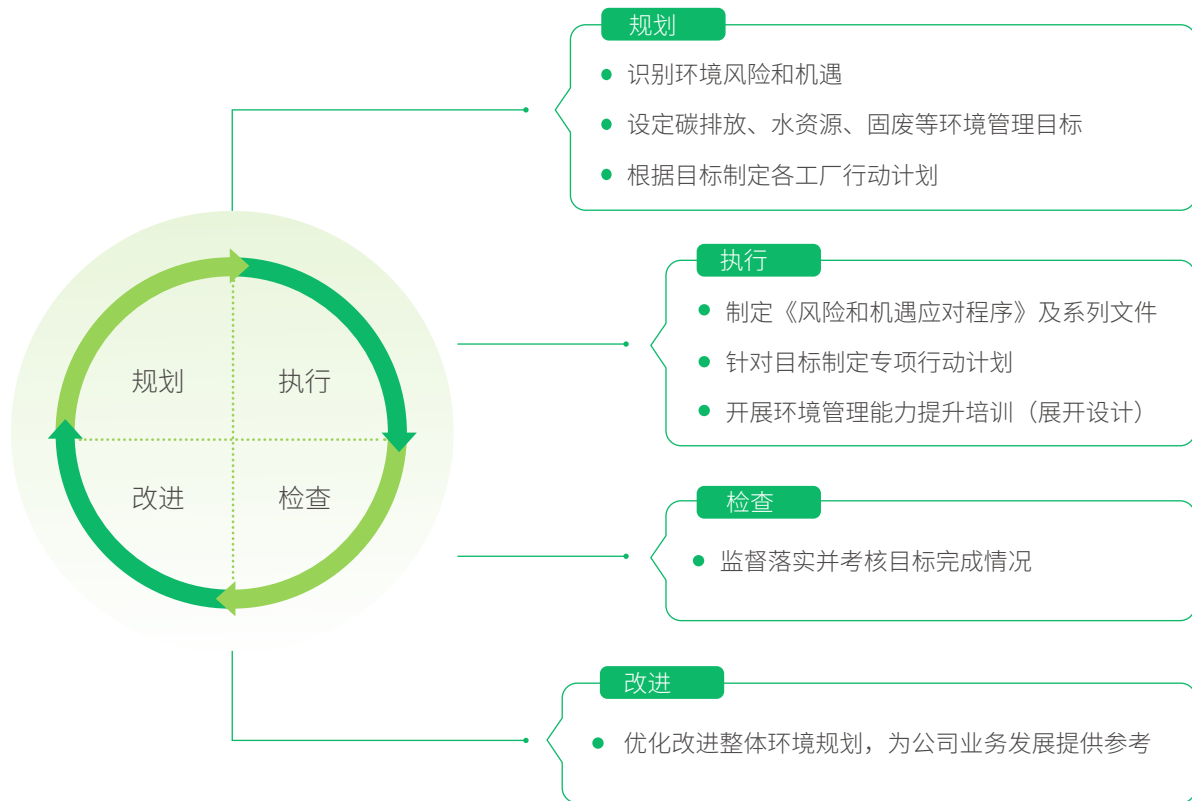 规划
识别环境风险和机遇
设定碳排放、水资源、固废等环境管理目标
根据目标制定各工厂行动计划
执行
制定《风险和机遇应对程序》及系列文件
针对目标制定专项行动计划
开展环境管理能力提升培训（展开设计）
规划
执行
改进
检查
检查
监督落实并考核目标完成情况
改进
优化改进整体环境规划，为公司业务发展提供参考